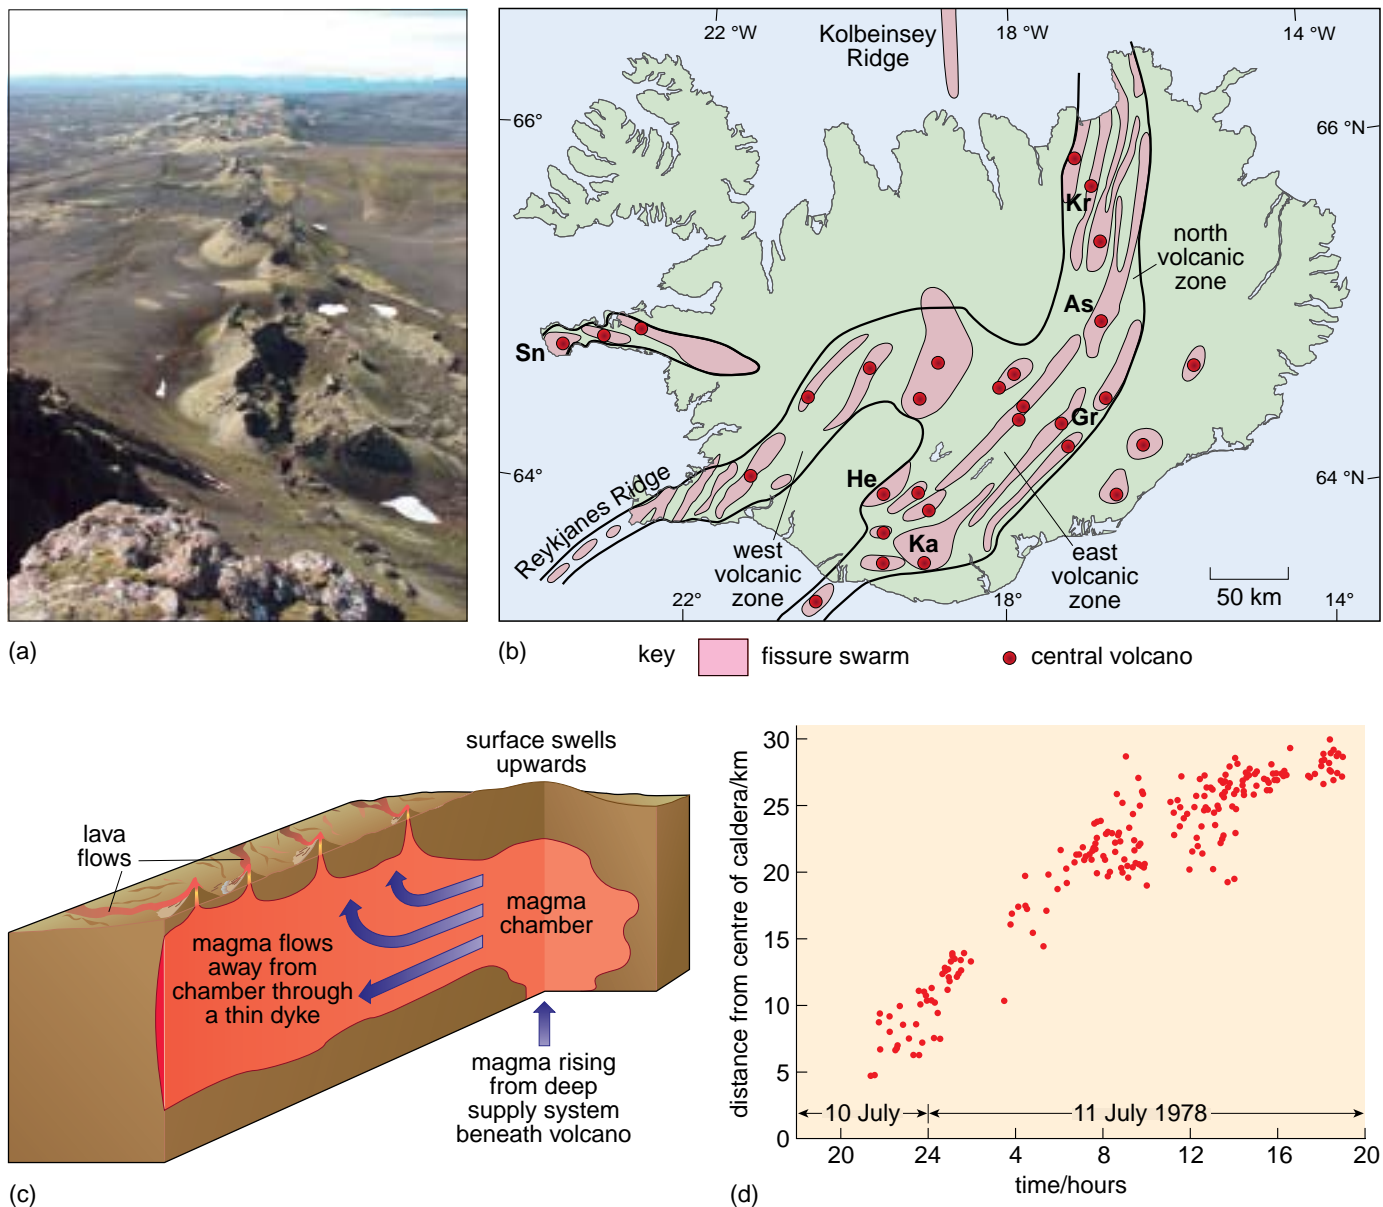 (a)
22 °W
Kolbeinsey
Ridge
18 °W
14 °W
66°
66 °N
Kr
north
volcanic
zone
As
Sn
Gr
64°
He
64 °N
Reykjanes Ridge
Ka
west
volcanic
zone
east
volcanic
zone
50 km
22°
18°
14°
(b)
key
fissure swarm
central volcano
surface swells
upwards
lava
flows
magma
chamber
magma flows
away from
chamber through
a thin dyke
magma rising
from deep
supply system
beneath volcano
(c)
distance from centre of caldera/km
30
25
20
15
10
5
0
10 July
11 July 1978
20
24
4
8
12
16
20
time/hours
(d)